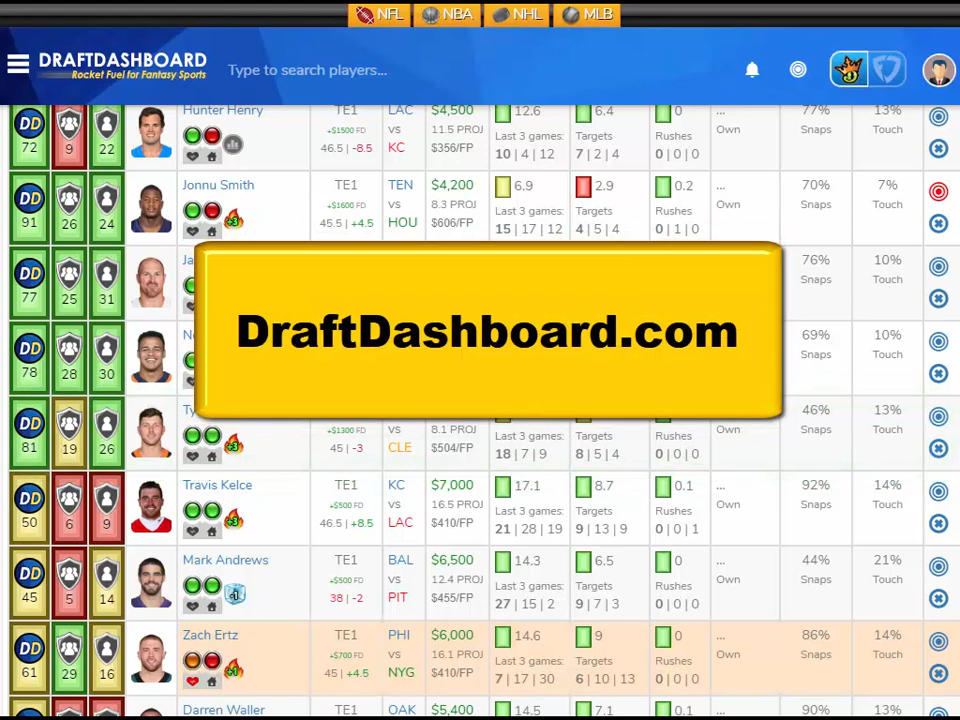 NFL NBA NHL MLB
DRAFTDASHBOARD
Rocket Fuel for Fantasy Sports
Type to search players...
DD 72 9 22 Hunter Henry TE1 +$1500 FD 46.5 | -8.5 LAC vs KC $4,500 11.5 PROJ $356/FP 12.6 Last 3 games: 10 | 4 | 12 6.4 Targets 7 | 2 | 4 0 Rushes 0 | 0 | 0 ... Own 77% Snaps 13% Touch
DD 91 26 24 Jonnu Smith +3 TE1 +$1600 FD 45.5 | +4.5 TEN vs HOU $4,200 8.3 PROJ $606/FP 6.9 Last 3 games: 15 | 17 | 12 2.9 Targets 4 | 5 | 4 0.2 Rushes 0 | 1 | 0 ... Own 70% Snaps 7% Touch
DD 77 25 31 76% Snaps 10% Touch
DraftDashboard.com
DD 78 28 30 69% Snaps 10% Touch
DD 81 19 26 +3 +$1300 FD 45 | -3 vs CLE 8.1 PROJ $504/FP Last 3 games: 18 | 7 | 9 Targets 8 | 5 | 4 Rushes 0 | 0 | 0 Own 46% Snaps 13% Touch
DD 50 6 9 Travis Kelce +3 TE1 +$500 FD 46.5 | +8.5 KC vs LAC $7,000 16.5 PROJ $410/FP 17.1 Last 3 games: 21 | 28 | 19 8.7 Targets 9 | 13 | 9 0.1 Rushes 0 | 0 | 1 ... Own 92% Snaps 14% Touch
DD 45 5 14 Mark Andrews -1 TE1 +$500 FD 38 | -2 BAL vs PIT $6,500 12.4 PROJ $455/FP 14.3 Last 3 games: 27 | 15 | 2 6.5 Targets 9 | 7 | 3 0 Rushes 0 | 0 | 0 ... Own 44% Snaps 21% Touch
DD 61 29 16 Zach Ertz +1 TE1 +$700 FD 45 | +4.5 PHI vs NYG $6,000 16.1 PROJ $410/FP 14.6 Last 3 games: 7 | 17 | 30 9 Targets 6 | 10 | 13 0 Rushes 0 | 0 | 0 ... Own 86% Snaps 14% Touch
Darren Waller TE1 OAK $5,400 14.5 7.1 0.1 ... 90% 13%